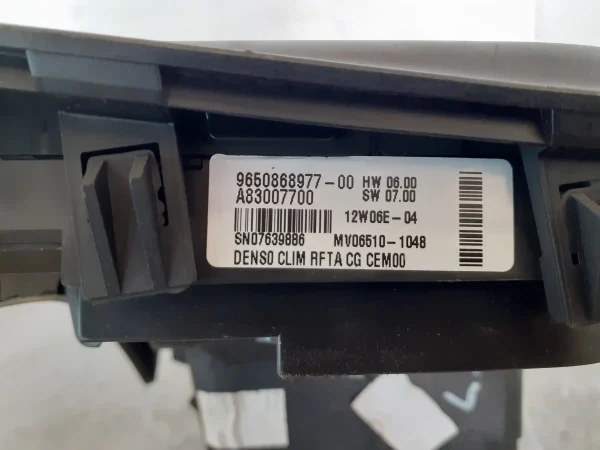 9650868977-00 HW 06.00
A83007700 SW 07.00
12W06E-04
SN07639886 MV06510-1048
DENSO CLIM RFTA CG CEM00